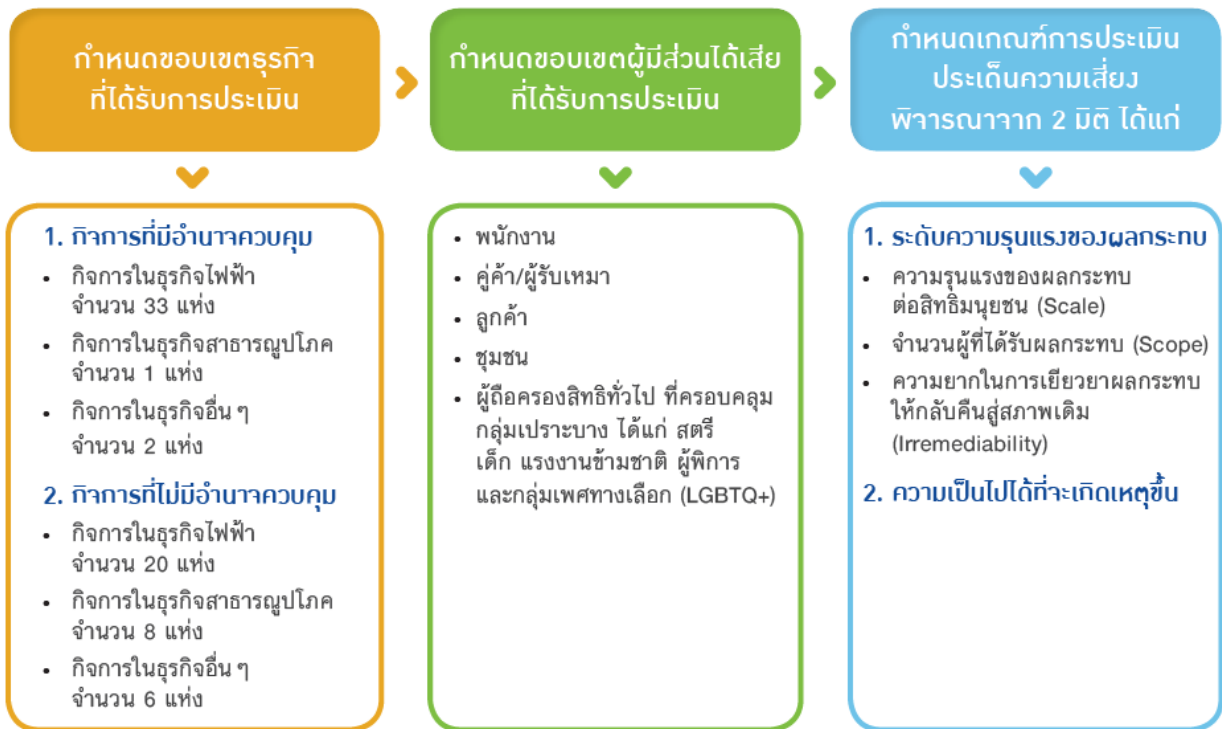 กำหนดขอบเขตธุรกิจ
ที่ได้รับการประเมิน
กำหนดขอบเขตผู้มีส่วนได้เสีย
ที่ได้รับการประเมิน
กำหนดเกณฑ์การประเมิน
ประเด็นความเสี่ยง
พิจารณาจาก 2 มิติ ได้แก่
1. กิจการที่มีอำนาจควบคุม
• กิจการในธุรกิจไฟฟ้า
จำนวน 33 แห่ง
• กิจการในธุรกิจสาธารณูปโภค
จำนวน 1 แห่ง
• กิจการในธุรกิจอื่น ๆ
จำนวน 2 แห่ง
2. กิจการที่ไม่มีอำนาจควบคุม
• กิจการในธุรกิจไฟฟ้า
จำนวน 20 แห่ง
• กิจการในธุรกิจสาธารณูปโภค
จำนวน 8 แห่ง
• กิจการในธุรกิจอื่น ๆ
จำนวน 6 แห่ง
• พนักงาน
• คู่ค้า/ผู้รับเหมา
• ลูกค้า
• ชุมชน
• ผู้ถือครองสิทธิทั่วไป ที่ครอบคลุม
กลุ่มเปราะบาง ได้แก่ สตรี
เด็ก แรงงานข้ามชาติ ผู้พิการ
และกลุ่มเพศทางเลือก (LGBTQ+)
1. ระดับความรุนแรงของผลกระทบ
• ความรุนแรงของผลกระทบ
ต่อสิทธิมนุยชน (Scale)
• จำนวนผู้ที่ได้รับผลกระทบ (Scope)
• ความยากในการเยียวยาผลกระทบ
ให้กลับคืนสู่สภาพเดิม
(Irremediability)
2. ความเป็นไปได้ที่จะเกิดเหตุขึ้น